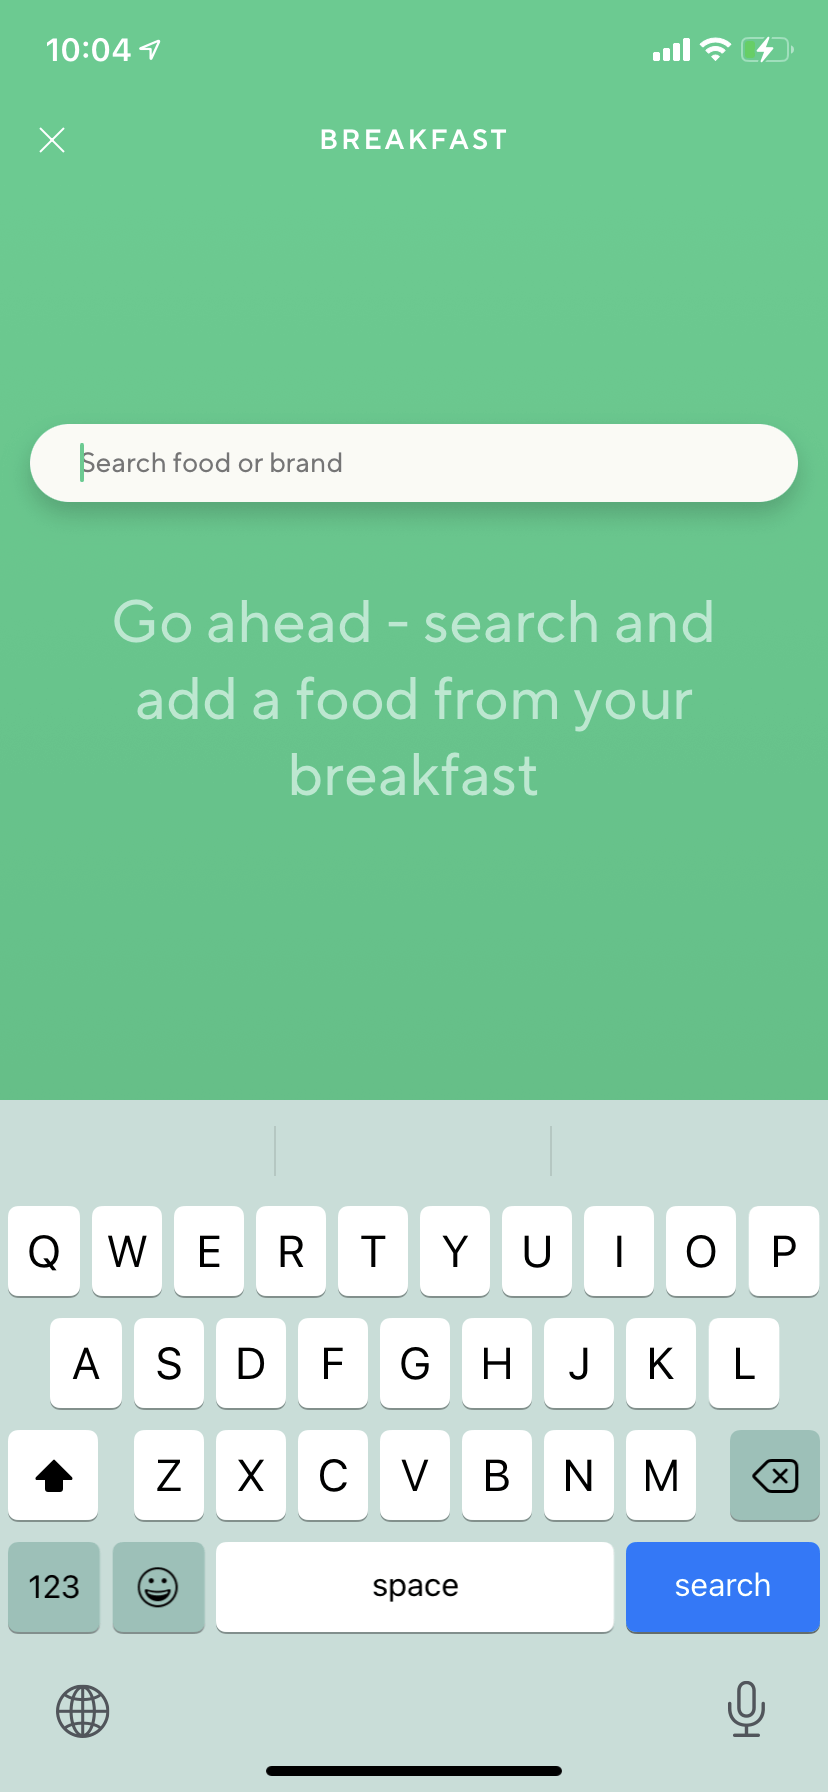 10:04
BREAKFAST
Search food or brand
Go ahead - search and
add a food from your
breakfast
Q W E R T Y U I O P
A S D F G H J K L
Z X C V B N M
123 space search